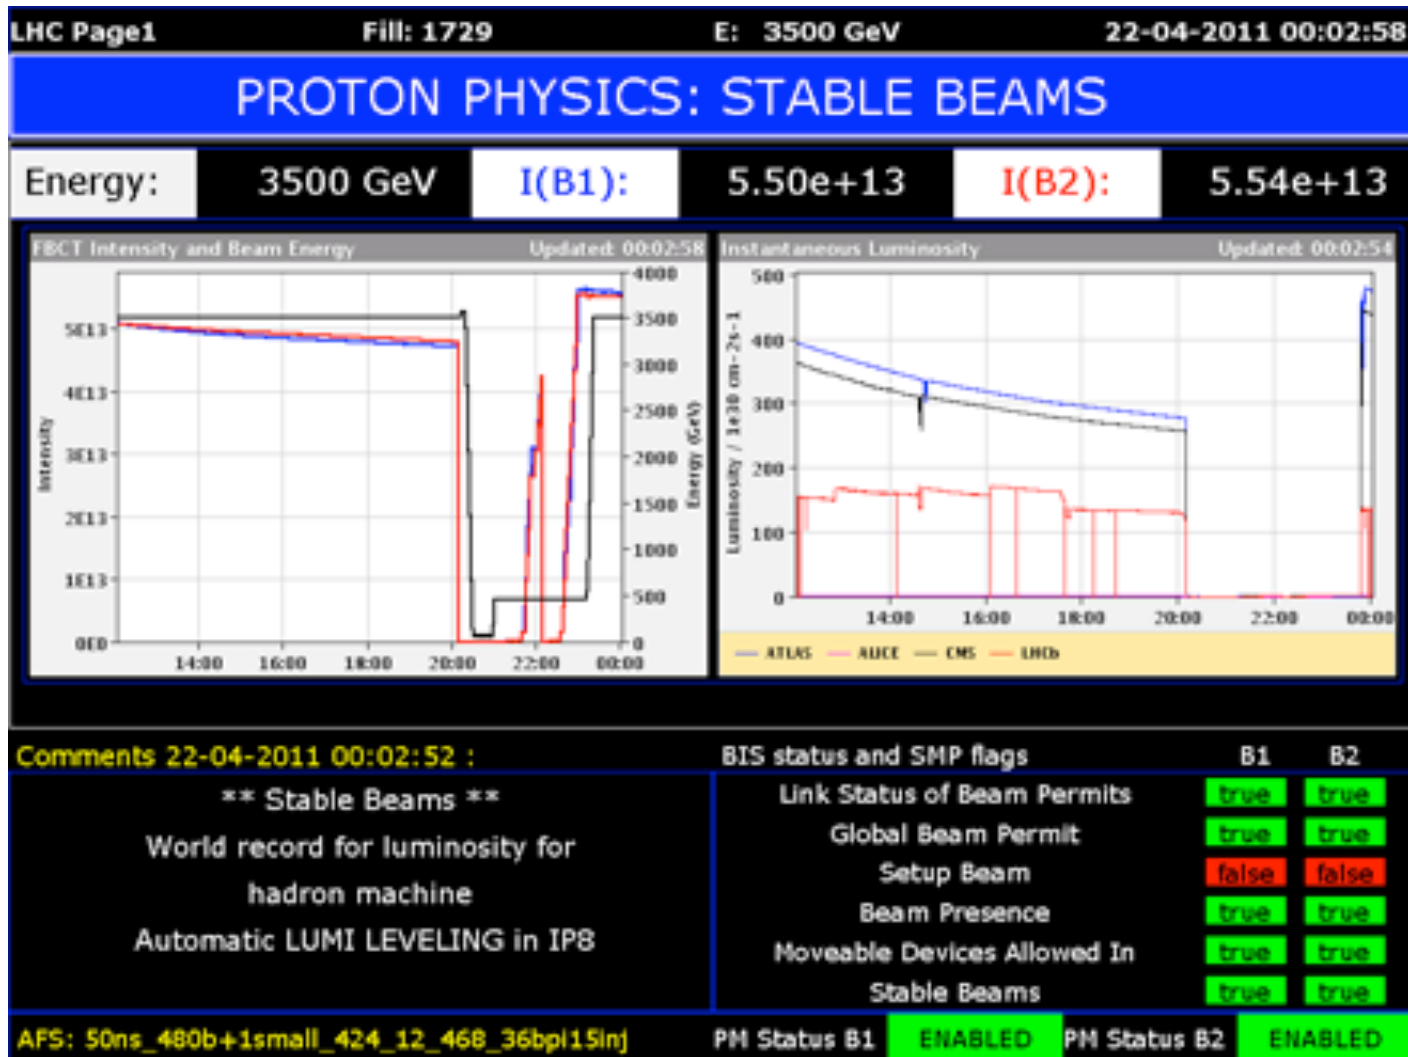 LHC Page1 Fill: 1729 E: 3500 GeV 22-04-2011 00:02:58
PROTON PHYSICS: STABLE BEAMS
Energy: 3500 GeV I(B1): 5.50e+13 I(B2): 5.54e+13
FBCT Intensity and Beam Energy Updated: 00:02:58
Intensity
5E13
4E13
3E13
2E13
1E13
0E0
4000
3500
3000
2500
2000
1500
1000
500
0
Energy (GeV)
14:00 16:00 18:00 20:00 22:00 00:00
Instantaneous Luminosity Updated: 00:02:54
Luminosity / 1e30 cm-2s-1
500
400
300
200
100
0
14:00 16:00 18:00 20:00 22:00 00:00
ATLAS ALICE CMS LHCb
Comments 22-04-2011 00:02:52 :
** Stable Beams **
World record for luminosity for
hadron machine
Automatic LUMI LEVELING in IP8
BIS status and SMP flags B1 B2
Link Status of Beam Permits true true
Global Beam Permit true true
Setup Beam false false
Beam Presence true true
Moveable Devices Allowed In true true
Stable Beams true true
AFS: 50ns_480b+1small_424_12_468_36bpi15inj PM Status B1 ENABLED PM Status B2 ENABLED